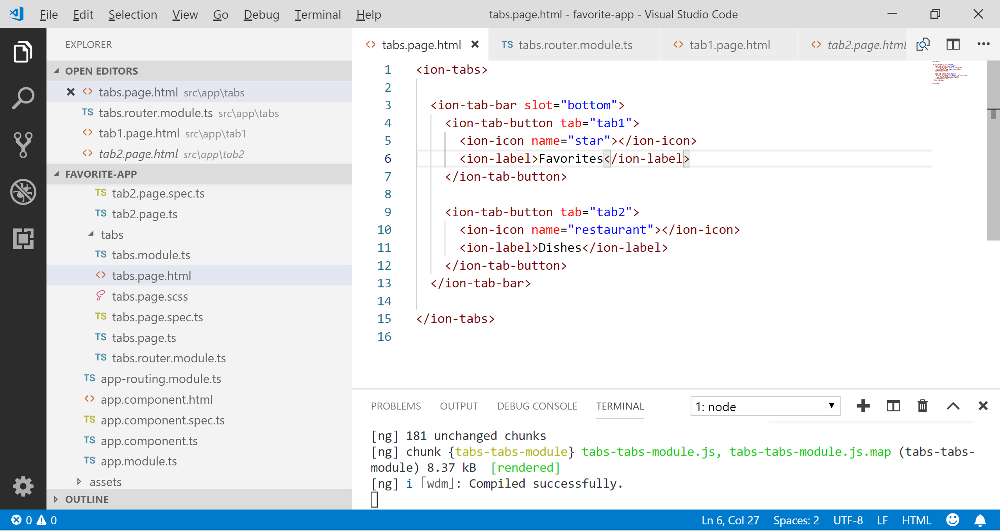 File Edit Selection View Go Debug Terminal Help
tabs.page.html - favorite-app - Visual Studio Code
EXPLORER
OPEN EDITORS
tabs.page.html src\app\tabs
TS tabs.router.module.ts src\app\tabs
tab1.page.html src\app\tab1
tab2.page.html src\app\tab2
FAVORITE-APP
TS tab2.page.spec.ts
TS tab2.page.ts
tabs
TS tabs.module.ts
tabs.page.html
tabs.page.scss
TS tabs.page.spec.ts
TS tabs.page.ts
TS tabs.router.module.ts
TS app-routing.module.ts
app.component.html
TS app.component.spec.ts
TS app.component.ts
TS app.module.ts
assets
OUTLINE
tabs.page.html TS tabs.router.module.ts tab1.page.html tab2.page.html
1 <ion-tabs>
2
3 <ion-tab-bar slot="bottom">
4 <ion-tab-button tab="tab1">
5 <ion-icon name="star"></ion-icon>
6 <ion-label>Favorites</ion-label>
7 </ion-tab-button>
8
9 <ion-tab-button tab="tab2">
10 <ion-icon name="restaurant"></ion-icon>
11 <ion-label>Dishes</ion-label>
12 </ion-tab-button>
13 </ion-tab-bar>
14
15 </ion-tabs>
16
PROBLEMS OUTPUT DEBUG CONSOLE TERMINAL 1: node
[ng] 181 unchanged chunks
[ng] chunk {tabs-tabs-module} tabs-tabs-module.js, tabs-tabs-module.js.map (tabs-tabs-
module) 8.37 kB [rendered]
[ng] i ｢wdm｣: Compiled successfully.
0 0
Ln 6, Col 27 Spaces: 2 UTF-8 LF HTML